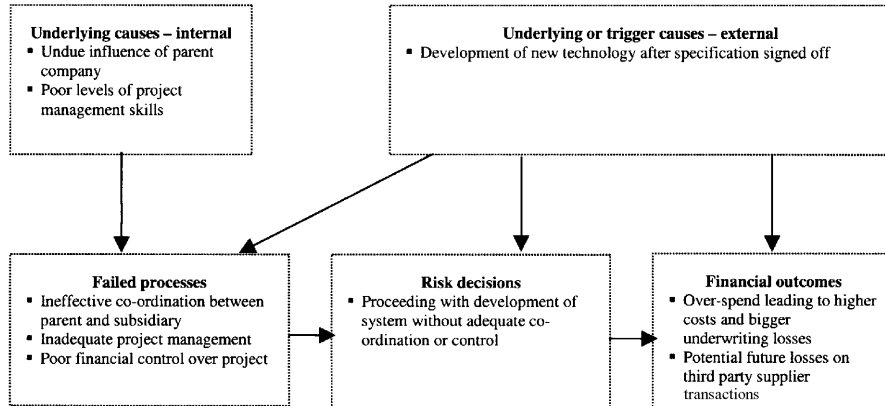 Underlying causes – internal
▪ Undue influence of parent
company
▪ Poor levels of project
management skills
Underlying or trigger causes – external
▪ Development of new technology after specification signed off
Failed processes
▪ Ineffective co-ordination between
parent and subsidiary
▪ Inadequate project management
▪ Poor financial control over project
Risk decisions
▪ Proceeding with development of
system without adequate co-
ordination or control
Financial outcomes
▪ Over-spend leading to higher
costs and bigger
underwriting losses
▪ Potential future losses on
third party supplier
transactions